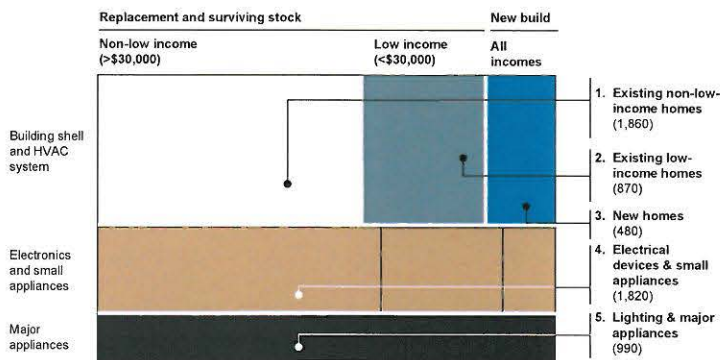 Replacement and surviving stock
New build
Non-low income
(>$30,000)
Low income
(<$30,000)
All
incomes
Building shell
and HVAC
system
Electronics
and small
appliances
Major
appliances
1. Existing non-low-
income homes
(1,860)
2. Existing low-
income homes
(870)
3. New homes
(480)
4. Electrical
devices & small
appliances
(1,820)
5. Lighting & major
appliances
(990)